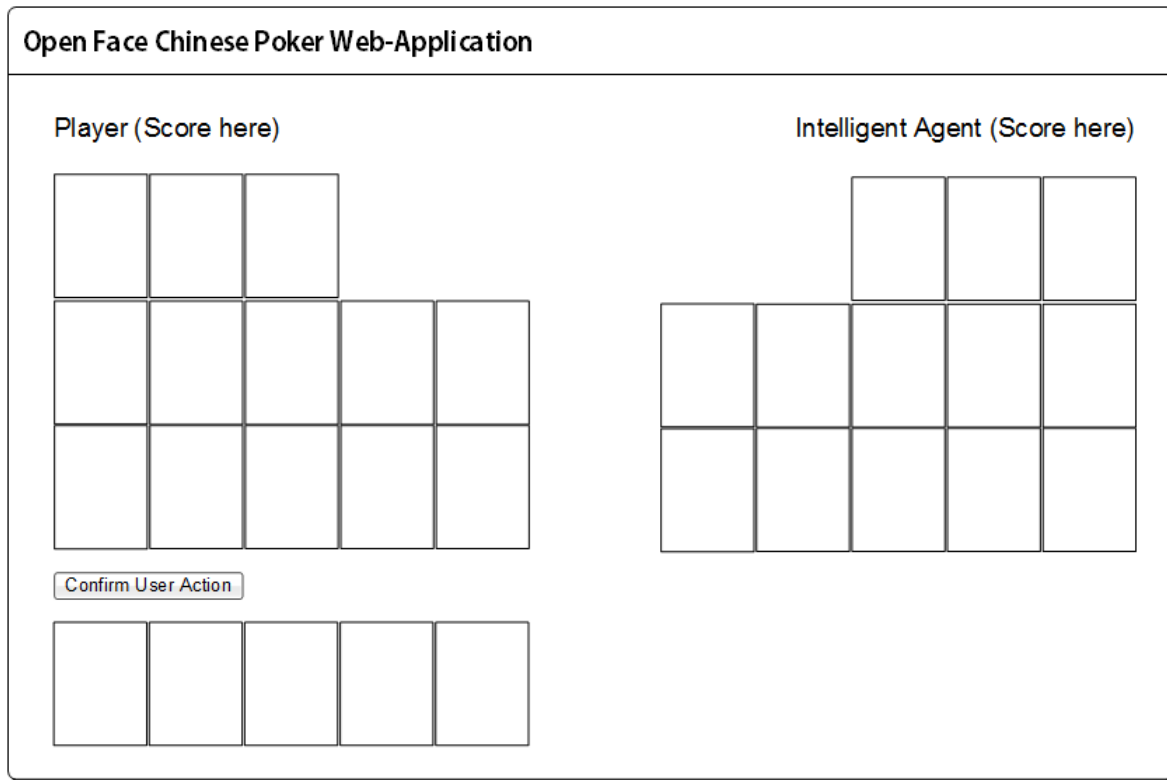 Open Face Chinese Poker Web-Application
Player (Score here)
Intelligent Agent (Score here)
Confirm User Action